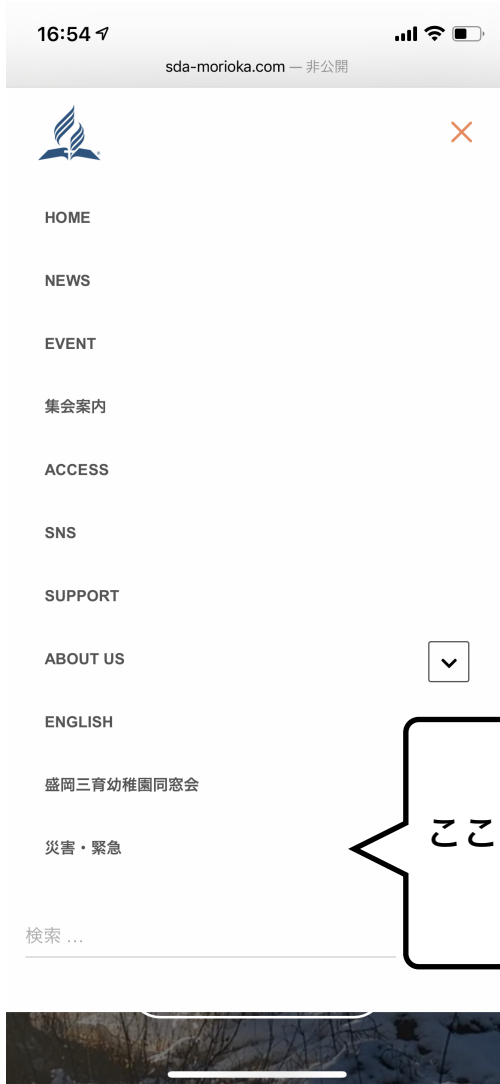 16:54
sda-morioka.com — 非公開
HOME
NEWS
EVENT
集会案内
ACCESS
SNS
SUPPORT
ABOUT US
ENGLISH
盛岡三育幼稚園同窓会
災害・緊急
ここ
検索 ...